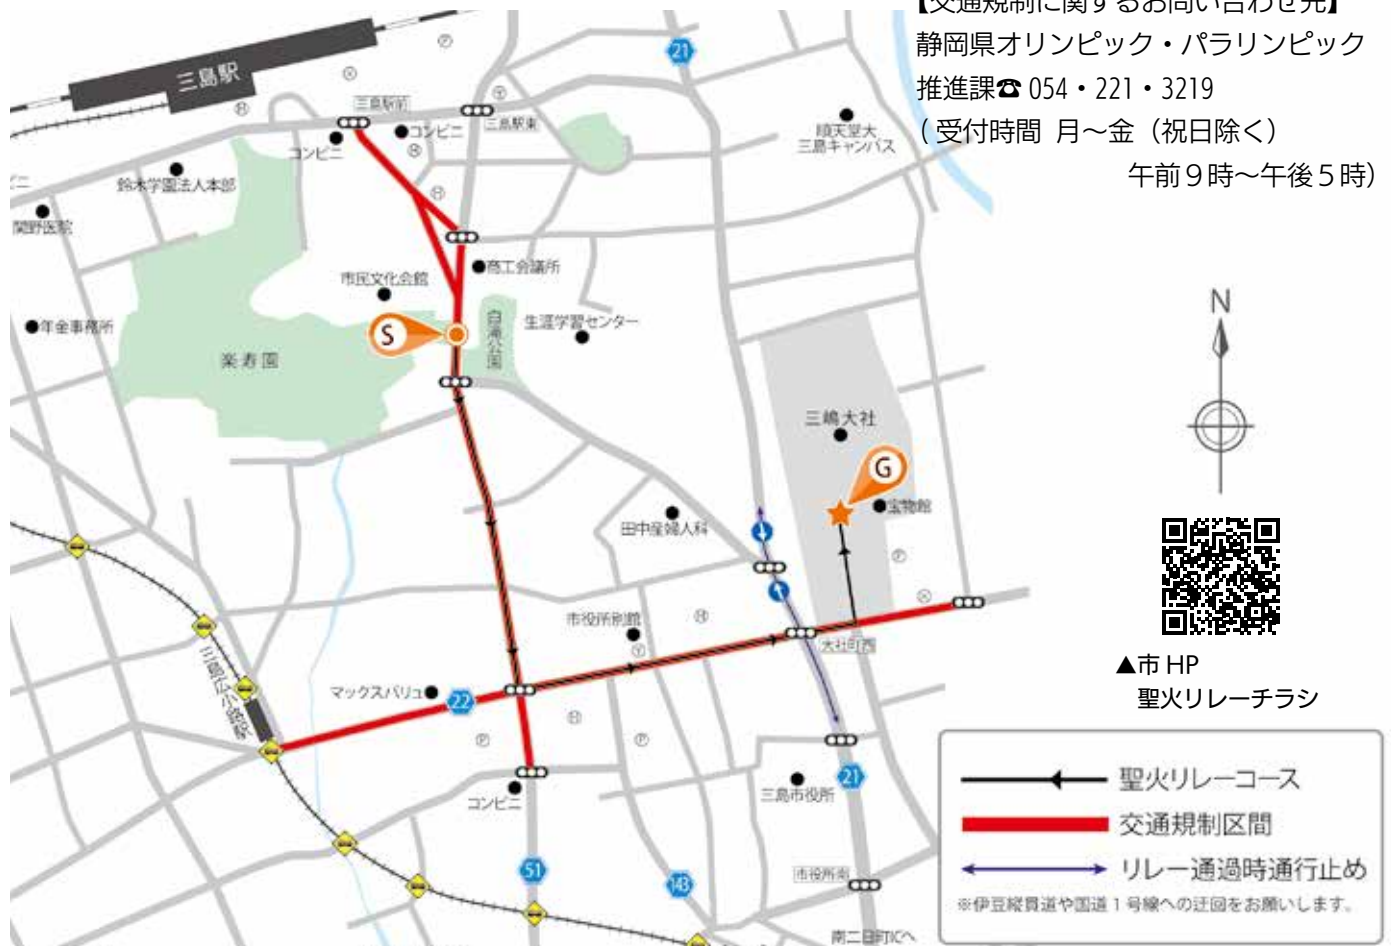 【交通規制に関するお問い合わせ先】
静岡県オリンピック・パラリンピック
推進課☎ 054・221・3219
( 受付時間 月〜金（祝日除く）
午前９時〜午後５時)
三島駅
21
三島駅前
三島駅東
コンビニ
コンビニ
順天堂大
三島キャンパス
鈴木学園法人本部
関野医院
商工会議所
市民文化会館
年金事務所
S
白滝公園
生涯学習センター
楽寿園
三嶋大社
G
宝物館
田中産婦人科
市役所別館
大社町西
マックスバリュ
22
コンビニ
三島市役所
21
51
143
市役所南
南二日町ICへ
N
▲市 HP
聖火リレーチラシ
聖火リレーコース
交通規制区間
リレー通過時通行止め
※伊豆縦貫道や国道１号線への迂回をお願いします。